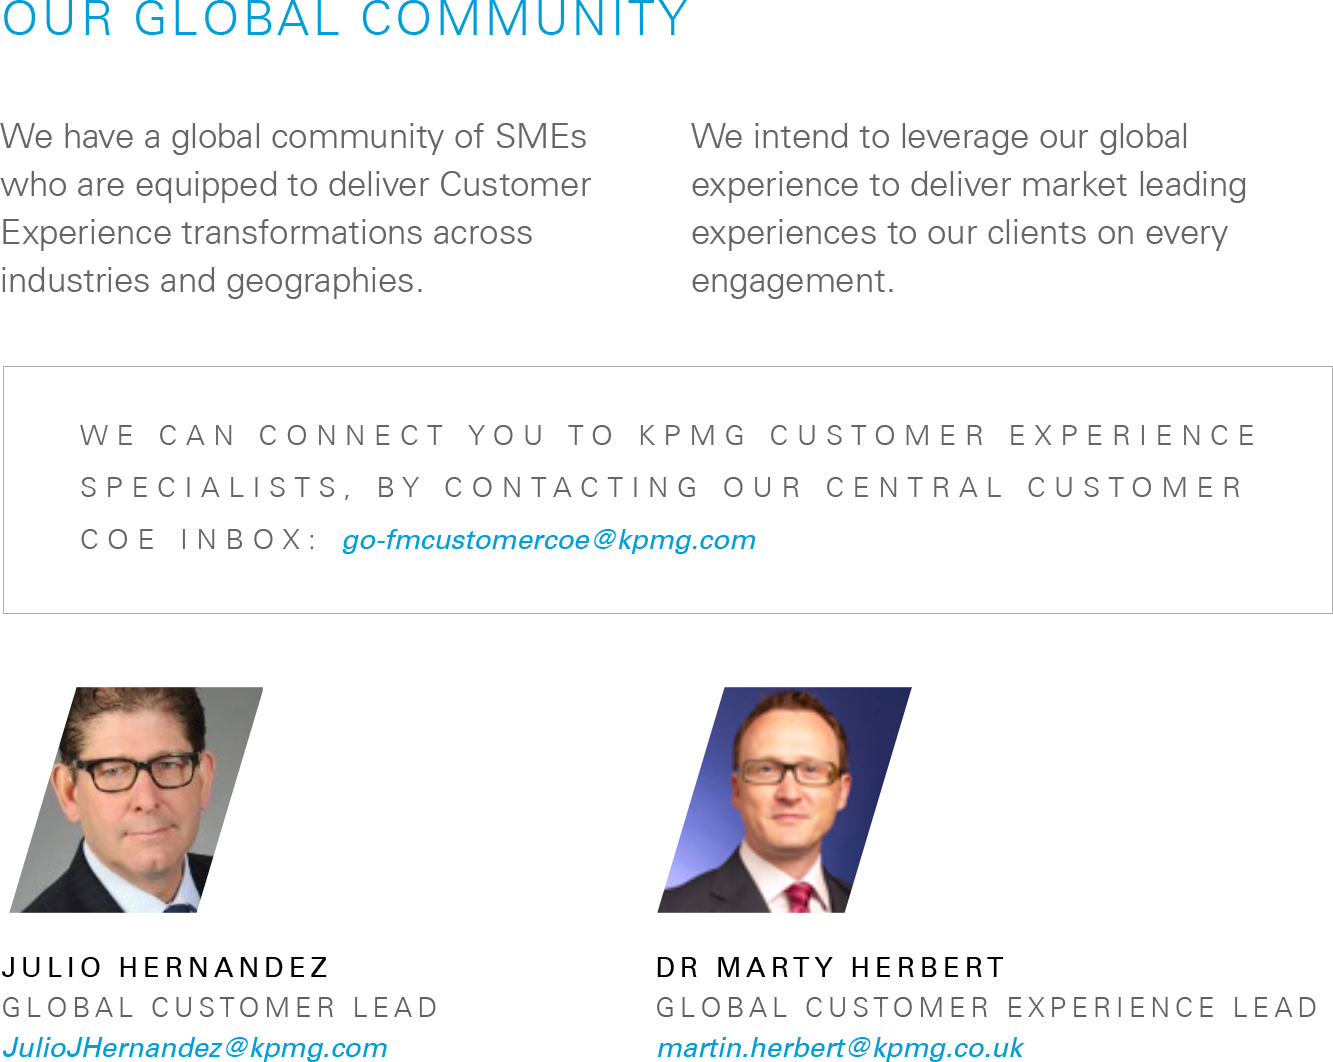 OUR GLOBAL COMMUNITY
We have a global community of SMEs
who are equipped to deliver Customer
Experience transformations across
industries and geographies.
We intend to leverage our global
experience to deliver market leading
experiences to our clients on every
engagement.
WE CAN CONNECT YOU TO KPMG CUSTOMER EXPERIENCE
SPECIALISTS, BY CONTACTING OUR CENTRAL CUSTOMER
COE INBOX: go-fmcustomercoe@kpmg.com
JULIO HERNANDEZ
GLOBAL CUSTOMER LEAD
JulioJHernandez@kpmg.com
DR MARTY HERBERT
GLOBAL CUSTOMER EXPERIENCE LEAD
martin.herbert@kpmg.co.uk